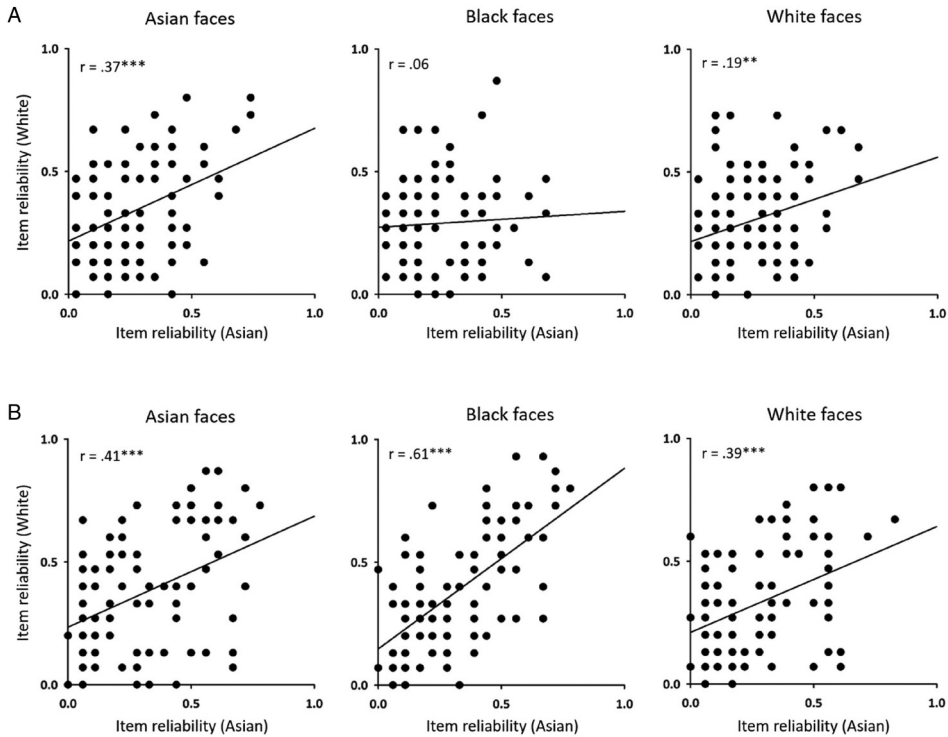 A
Asian faces
Black faces
White faces
Item reliability (White)
1.0
0.5
0.0
r = .37***
0.0
0.5
1.0
Item reliability (Asian)
1.0
0.5
0.0
r = .06
0.0
0.5
1.0
Item reliability (Asian)
1.0
0.5
0.0
r = .19**
0.0
0.5
1.0
Item reliability (Asian)
B
Asian faces
Black faces
White faces
Item reliability (White)
1.0
0.5
0.0
r = .41***
0.0
0.5
1.0
Item reliability (Asian)
1.0
0.5
0.0
r = .61***
0.0
0.5
1.0
Item reliability (Asian)
1.0
0.5
0.0
r = .39***
0.0
0.5
1.0
Item reliability (Asian)